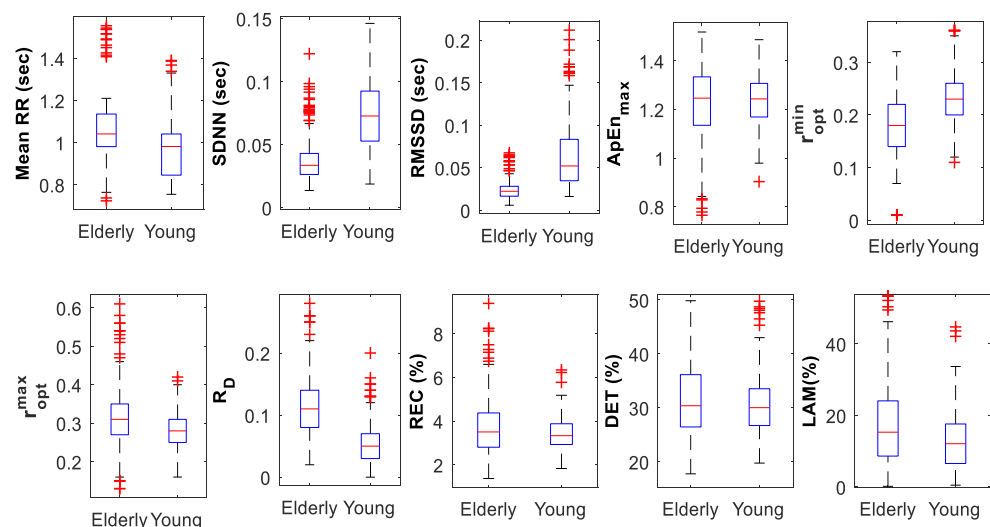 Mean RR (sec)
1.4
1.2
1
0.8
Elderly Young
SDNN (sec)
0.15
0.1
0.05
0
Elderly Young
RMSSD (sec)
0.2
0.15
0.1
0.05
0
Elderly Young
ApEn_max
1.4
1.2
1
0.8
Elderly Young
r_opt^min
0.3
0.2
0.1
0
Elderly Young
r_opt^max
0.6
0.5
0.4
0.3
0.2
Elderly Young
R_D
0.2
0.1
0
Elderly Young
REC (%)
8
6
4
2
Elderly Young
DET (%)
50
40
30
20
Elderly Young
LAM(%)
40
20
0
Elderly Young